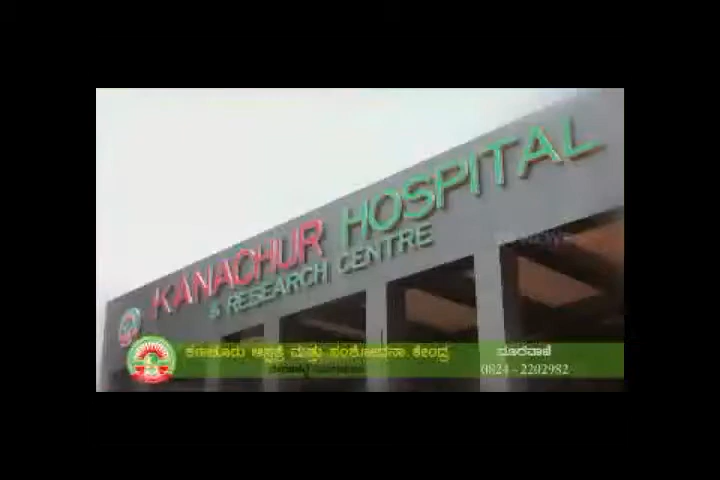 KANACHUR HOSPITAL
& RESEARCH CENTRE
ಕಣಚೂರು ಆಸ್ಪತ್ರೆ ಮತ್ತು ಸಂಶೋಧನಾ ಕೇಂದ್ರ
ದೂರವಾಣಿ
0824 - 2202982